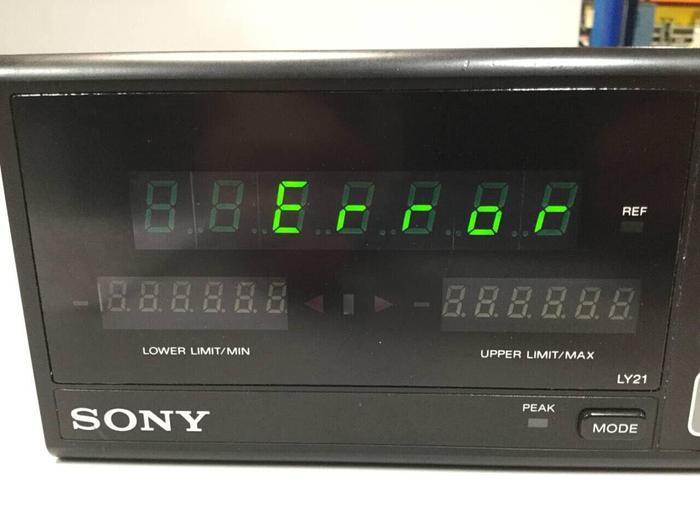 Error
REF
LOWER LIMIT/MIN
UPPER LIMIT/MAX
LY21
SONY
PEAK
MODE